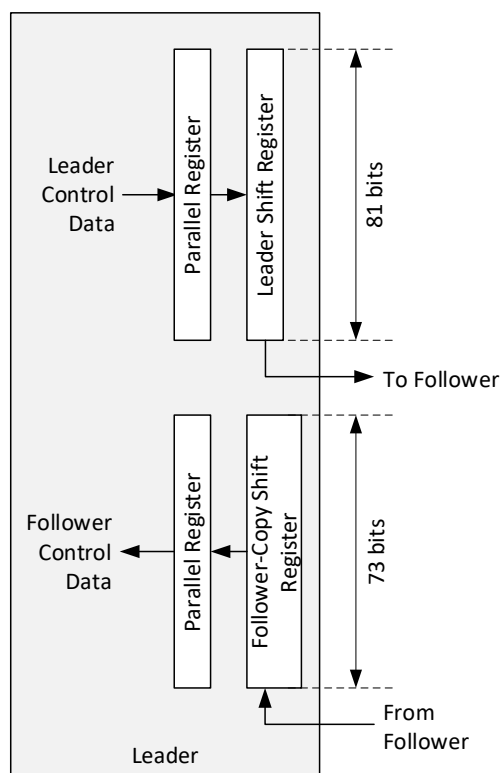 Leader
Control
Data
Parallel Register
Leader Shift Register
81 bits
To Follower
Follower
Control
Data
Parallel Register
Follower-Copy Shift
Register
73 bits
From
Follower
Leader